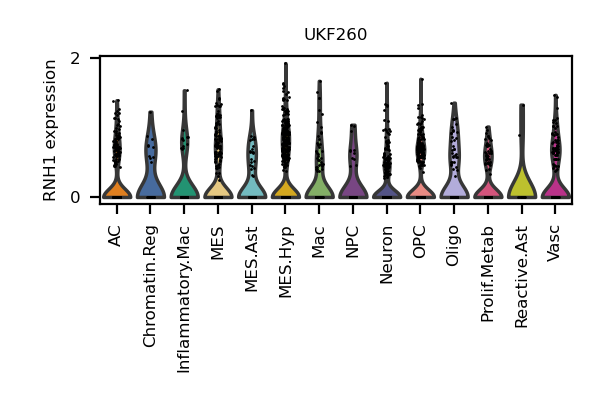 UKF260
RNH1 expression
2
0
AC
Chromatin.Reg
Inflammatory.Mac
MES
MES.Ast
MES.Hyp
Mac
NPC
Neuron
OPC
Oligo
Prolif.Metab
Reactive.Ast
Vasc